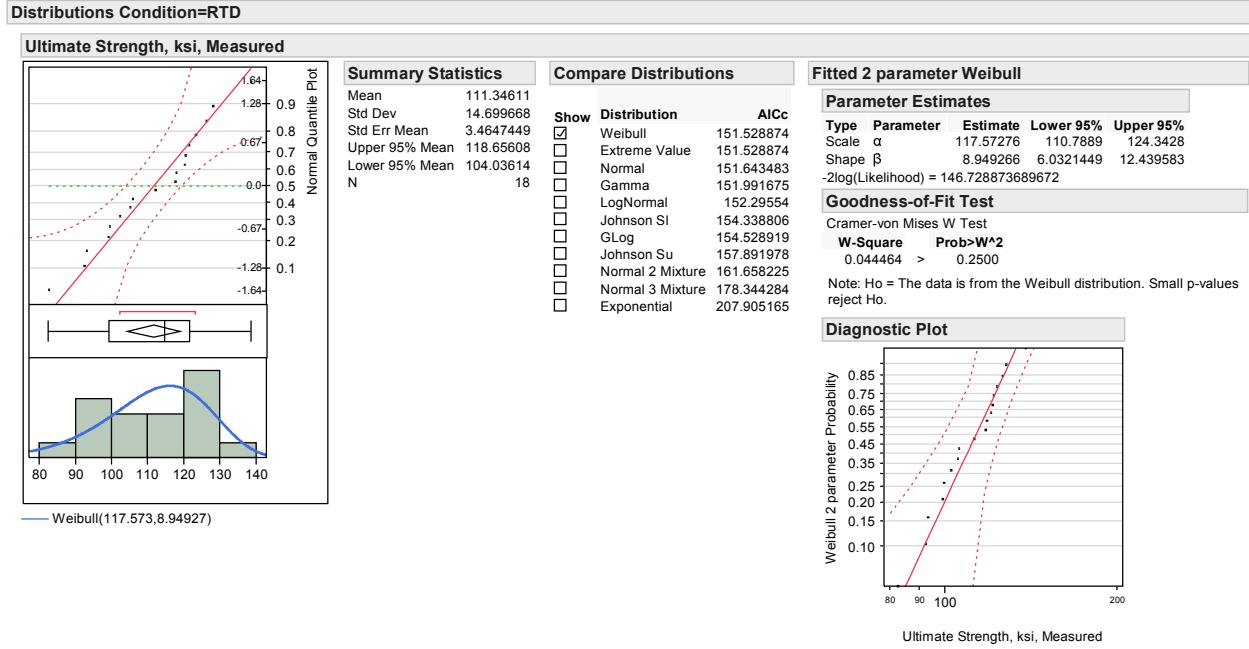 Distributions Condition=RTD
Ultimate Strength, ksi, Measured
1.64
1.28
0.67
0.0
-0.67
-1.28
-1.64
0.9
0.8
0.7
0.6
0.5
0.4
0.3
0.2
0.1
Normal Quantile Plot
80 90 100 110 120 130 140
Weibull(117.573,8.94927)
Summary Statistics
Mean 111.34611
Std Dev 14.699668
Std Err Mean 3.4647449
Upper 95% Mean 118.65608
Lower 95% Mean 104.03614
N 18
Compare Distributions
Show Distribution AICc
Weibull 151.528874
Extreme Value 151.528874
Normal 151.643483
Gamma 151.991675
LogNormal 152.29554
Johnson Sl 154.338806
GLog 154.528919
Johnson Su 157.891978
Normal 2 Mixture 161.658225
Normal 3 Mixture 178.344284
Exponential 207.905165
Fitted 2 parameter Weibull
Parameter Estimates
Type Parameter Estimate Lower 95% Upper 95%
Scale α 117.57276 110.7889 124.3428
Shape β 8.949266 6.0321449 12.439583
-2log(Likelihood) = 146.728873689672
Goodness-of-Fit Test
Cramer-von Mises W Test
W-Square Prob>W^2
0.044464 > 0.2500
Note: Ho = The data is from the Weibull distribution. Small p-values
reject Ho.
Diagnostic Plot
Weibull 2 parameter Probability
0.85
0.75
0.65
0.55
0.45
0.35
0.25
0.20
0.15
0.10
80 90 100 200
Ultimate Strength, ksi, Measured